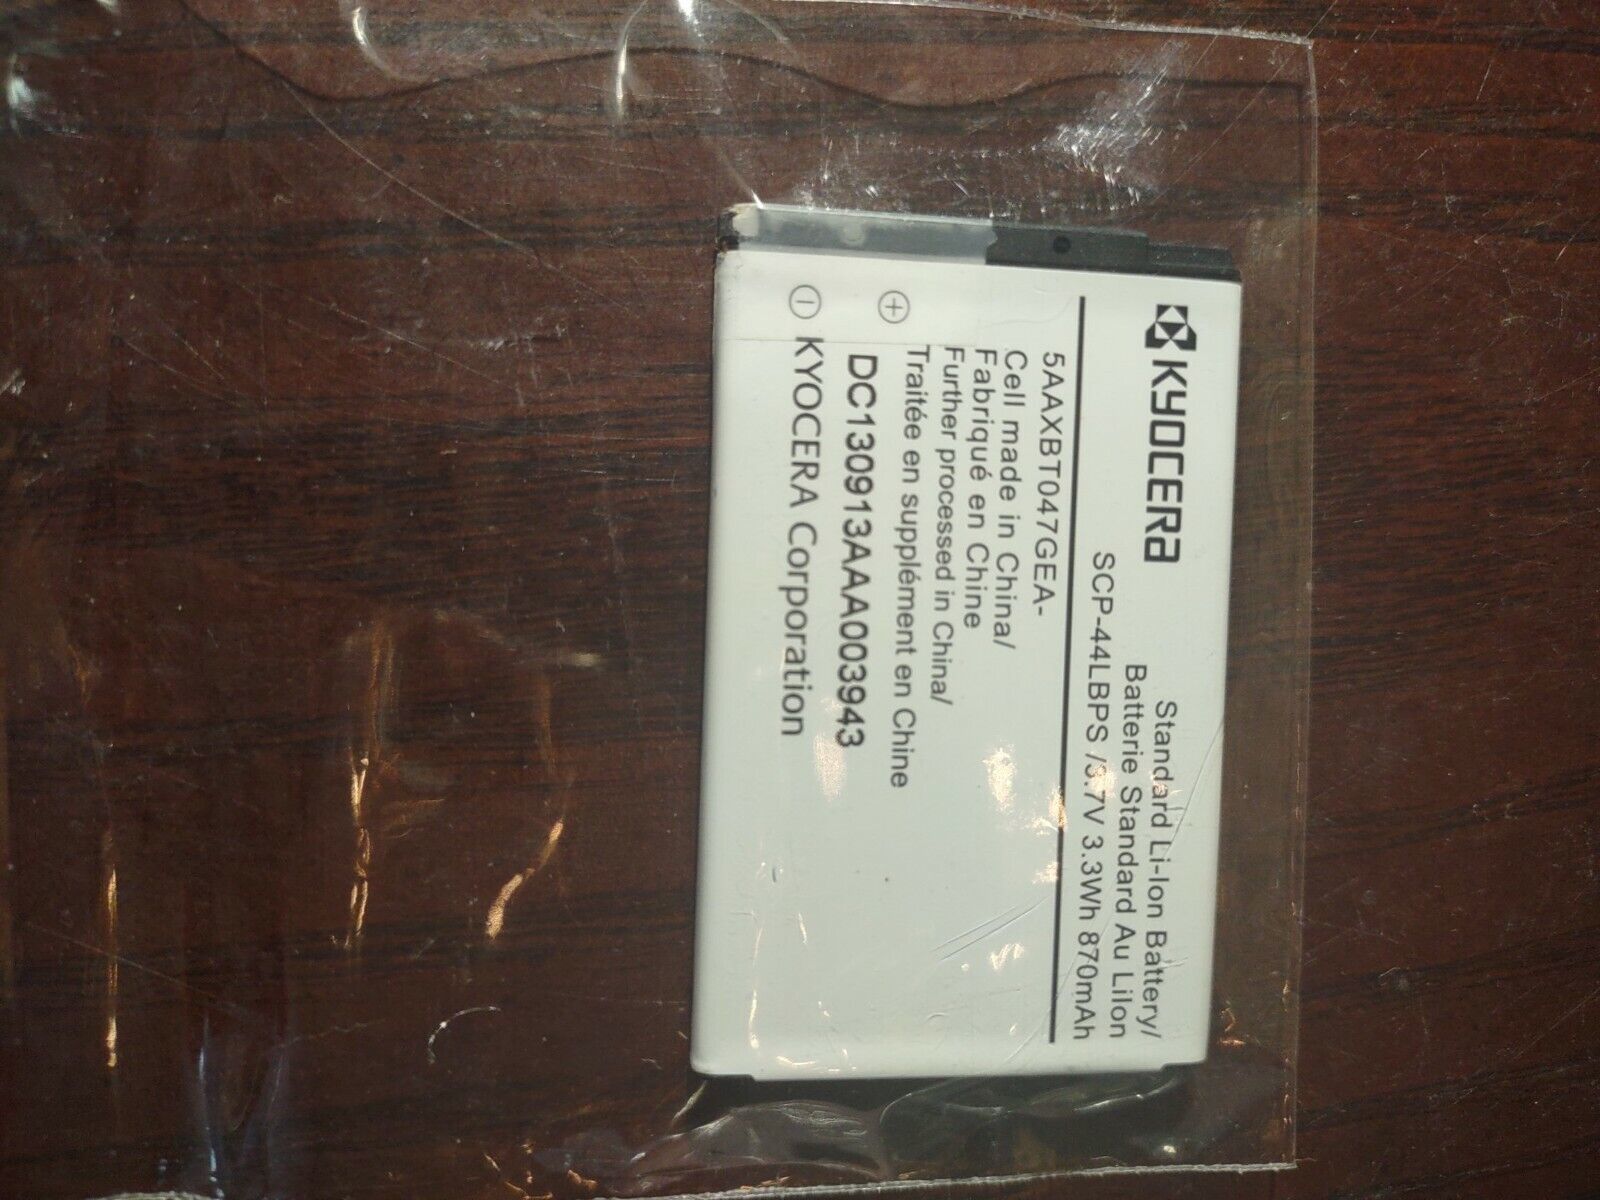 KYOCERA
Standard Li-Ion Battery/
Batterie Standard Au LiIon
SCP-44LBPS /3.7V 3.3Wh 870mAh
5AAXBT047GEA-
Cell made in China/
Fabriqué en Chine
Further processed in China/
Traitée en supplément en Chine
+
DC130913AAA003943
- KYOCERA Corporation